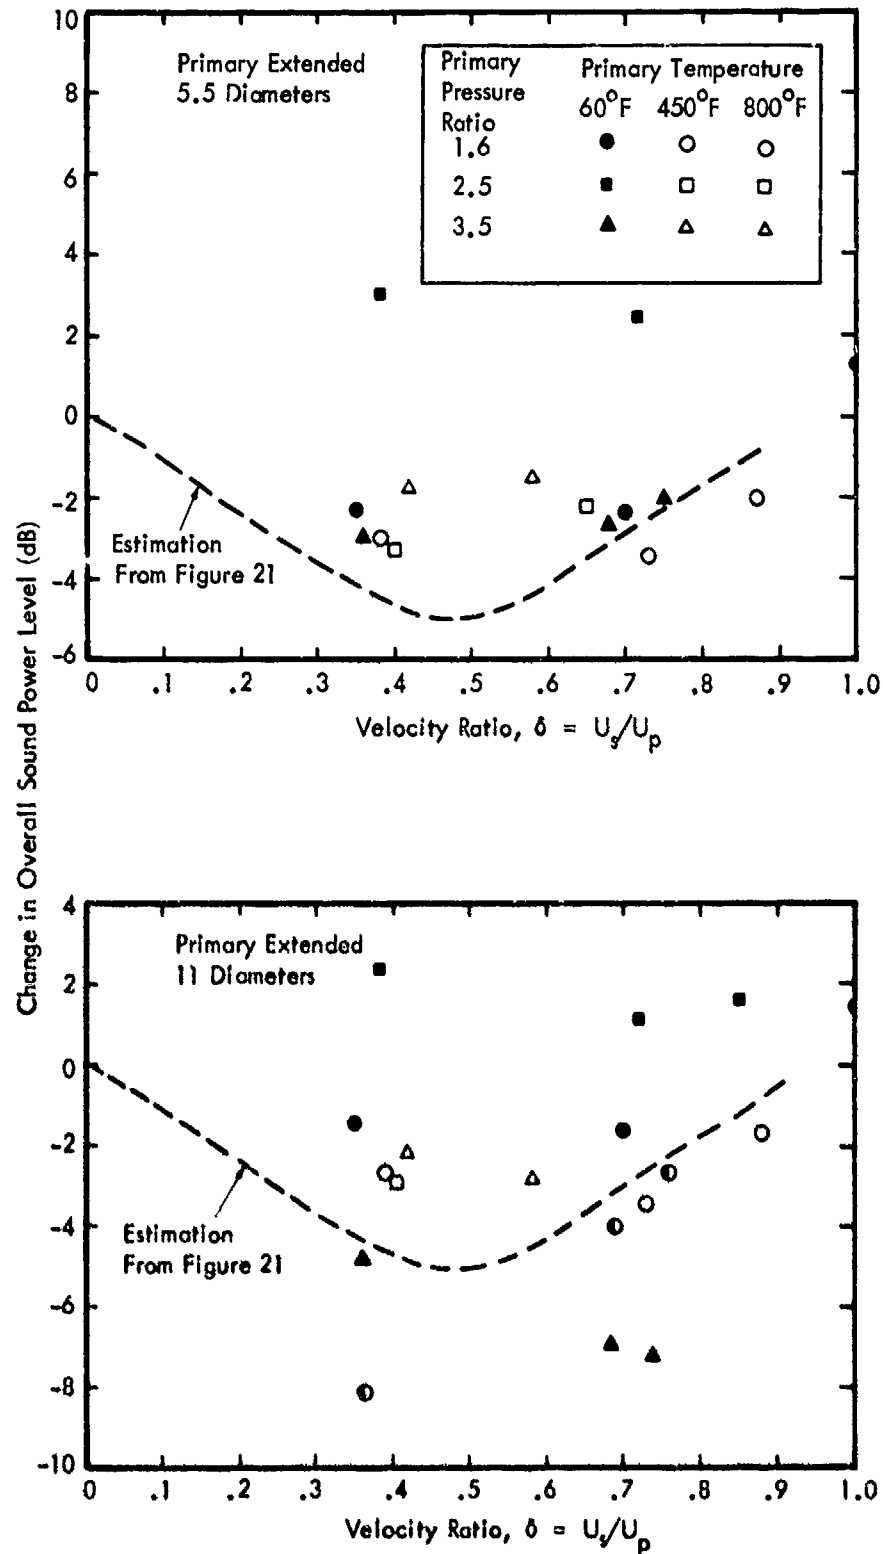 Change in Overall Sound Power Level (dB)
10
8
6
4
2
0
-2
-4
-6
Primary Extended
5.5 Diameters
Primary
Pressure
Ratio
Primary Temperature
60°F 450°F 800°F
1.6
2.5
3.5
Estimation
From Figure 21
0 .1 .2 .3 .4 .5 .6 .7 .8 .9 1.0
Velocity Ratio, δ = Us/Up
4
2
0
-2
-4
-6
-8
-10
Primary Extended
11 Diameters
Estimation
From Figure 21
0 .1 .2 .3 .4 .5 .6 .7 .8 .9 1.0
Velocity Ratio, δ = Us/Up